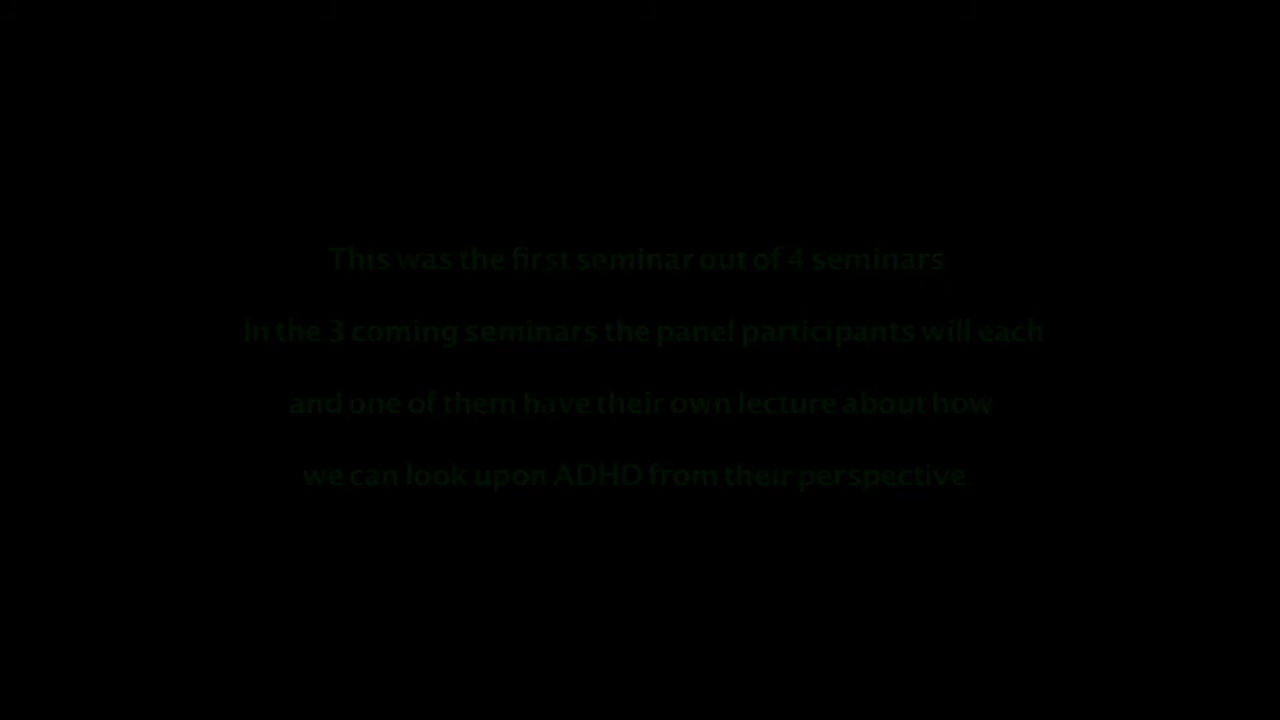 This was the first seminar out of 4 seminars
In the 3 coming seminars the panel participants will each
and one of them have their own lecture about how
we can look upon ADHD from their perspective